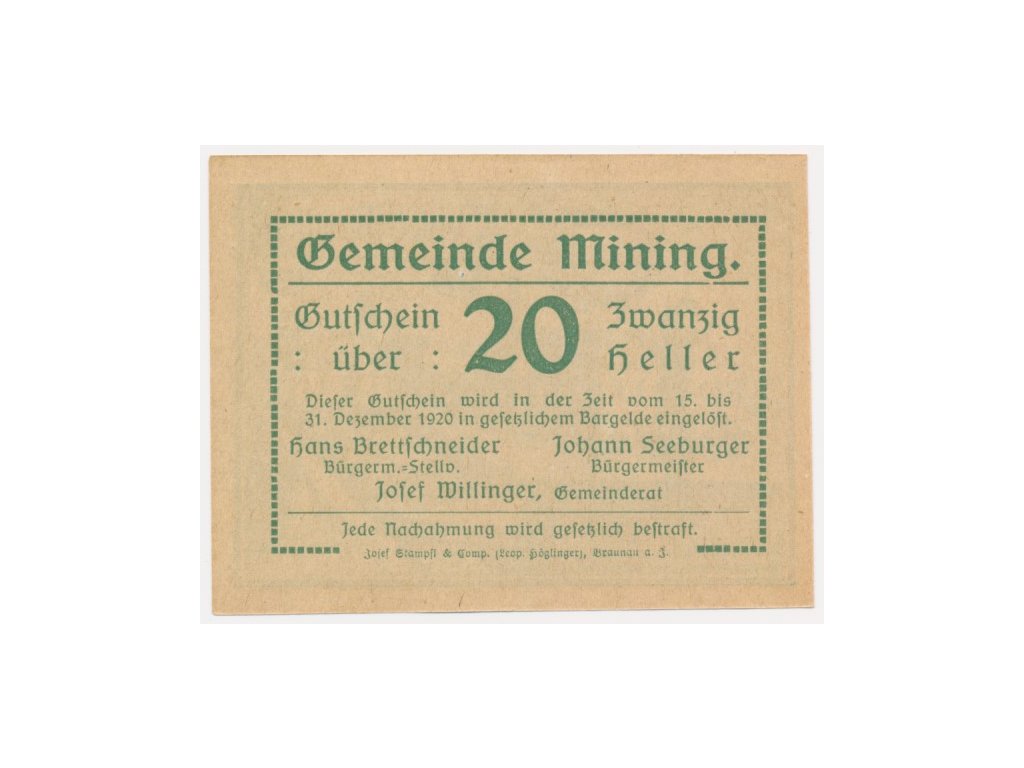 Gemeinde Mining.
Gutschein 20 Zwanzig
: über : Heller
Dieser Gutschein wird in der Zeit vom 15. bis
31. Dezember 1920 in gesetzlichem Bargelde eingelöst.
Hans Brettschneider Johann Seeburger
Bürgerm.=Stellv. Bürgermeister
Josef Willinger, Gemeinderat
Jede Nachahmung wird gesetzlich bestraft.
Josef Stampfl & Comp. (Leop. Höglinger), Braunau a. J.